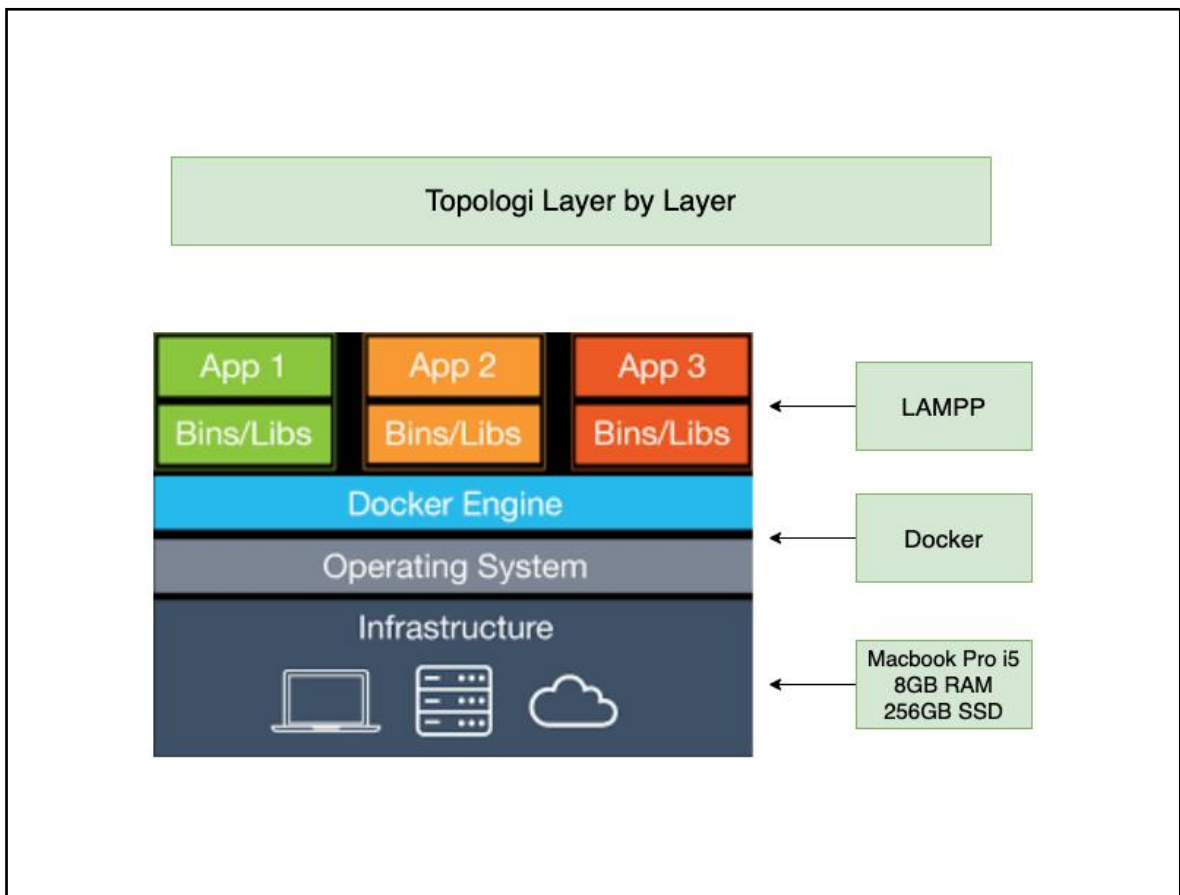 Topologi Layer by Layer
App 1
App 2
App 3
LAMPP
Bins/Libs
Bins/Libs
Bins/Libs
Docker Engine
Docker
Operating System
Infrastructure
Macbook Pro i5
8GB RAM
256GB SSD